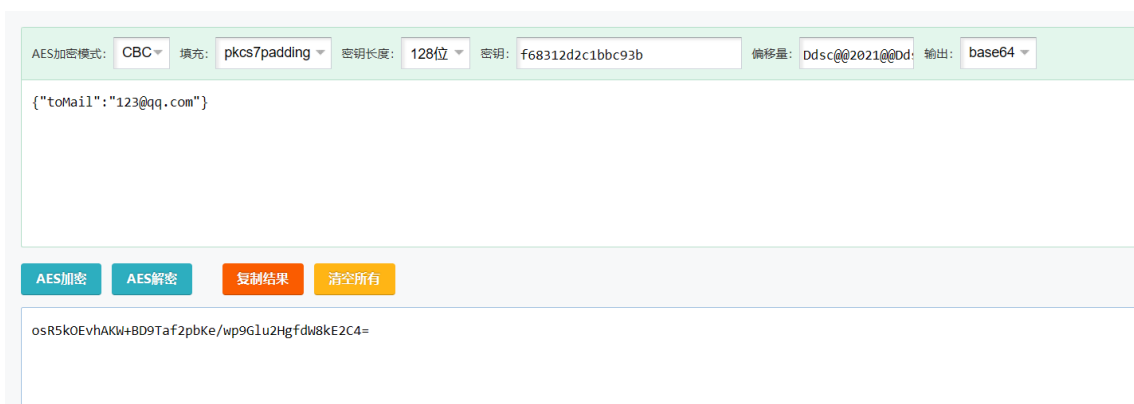 AES加密模式: CBC 填充: pkcs7padding 密钥长度: 128位 密钥: f68312d2c1bbc93b 偏移量: Ddsc@@2021@@Dd 输出: base64
{"toMail":"123@qq.com"}
AES加密 AES解密 复制结果 清空所有
osR5kOEvhAKW+BD9Taf2pbKe/wp9Glu2HgfdW8kE2C4=